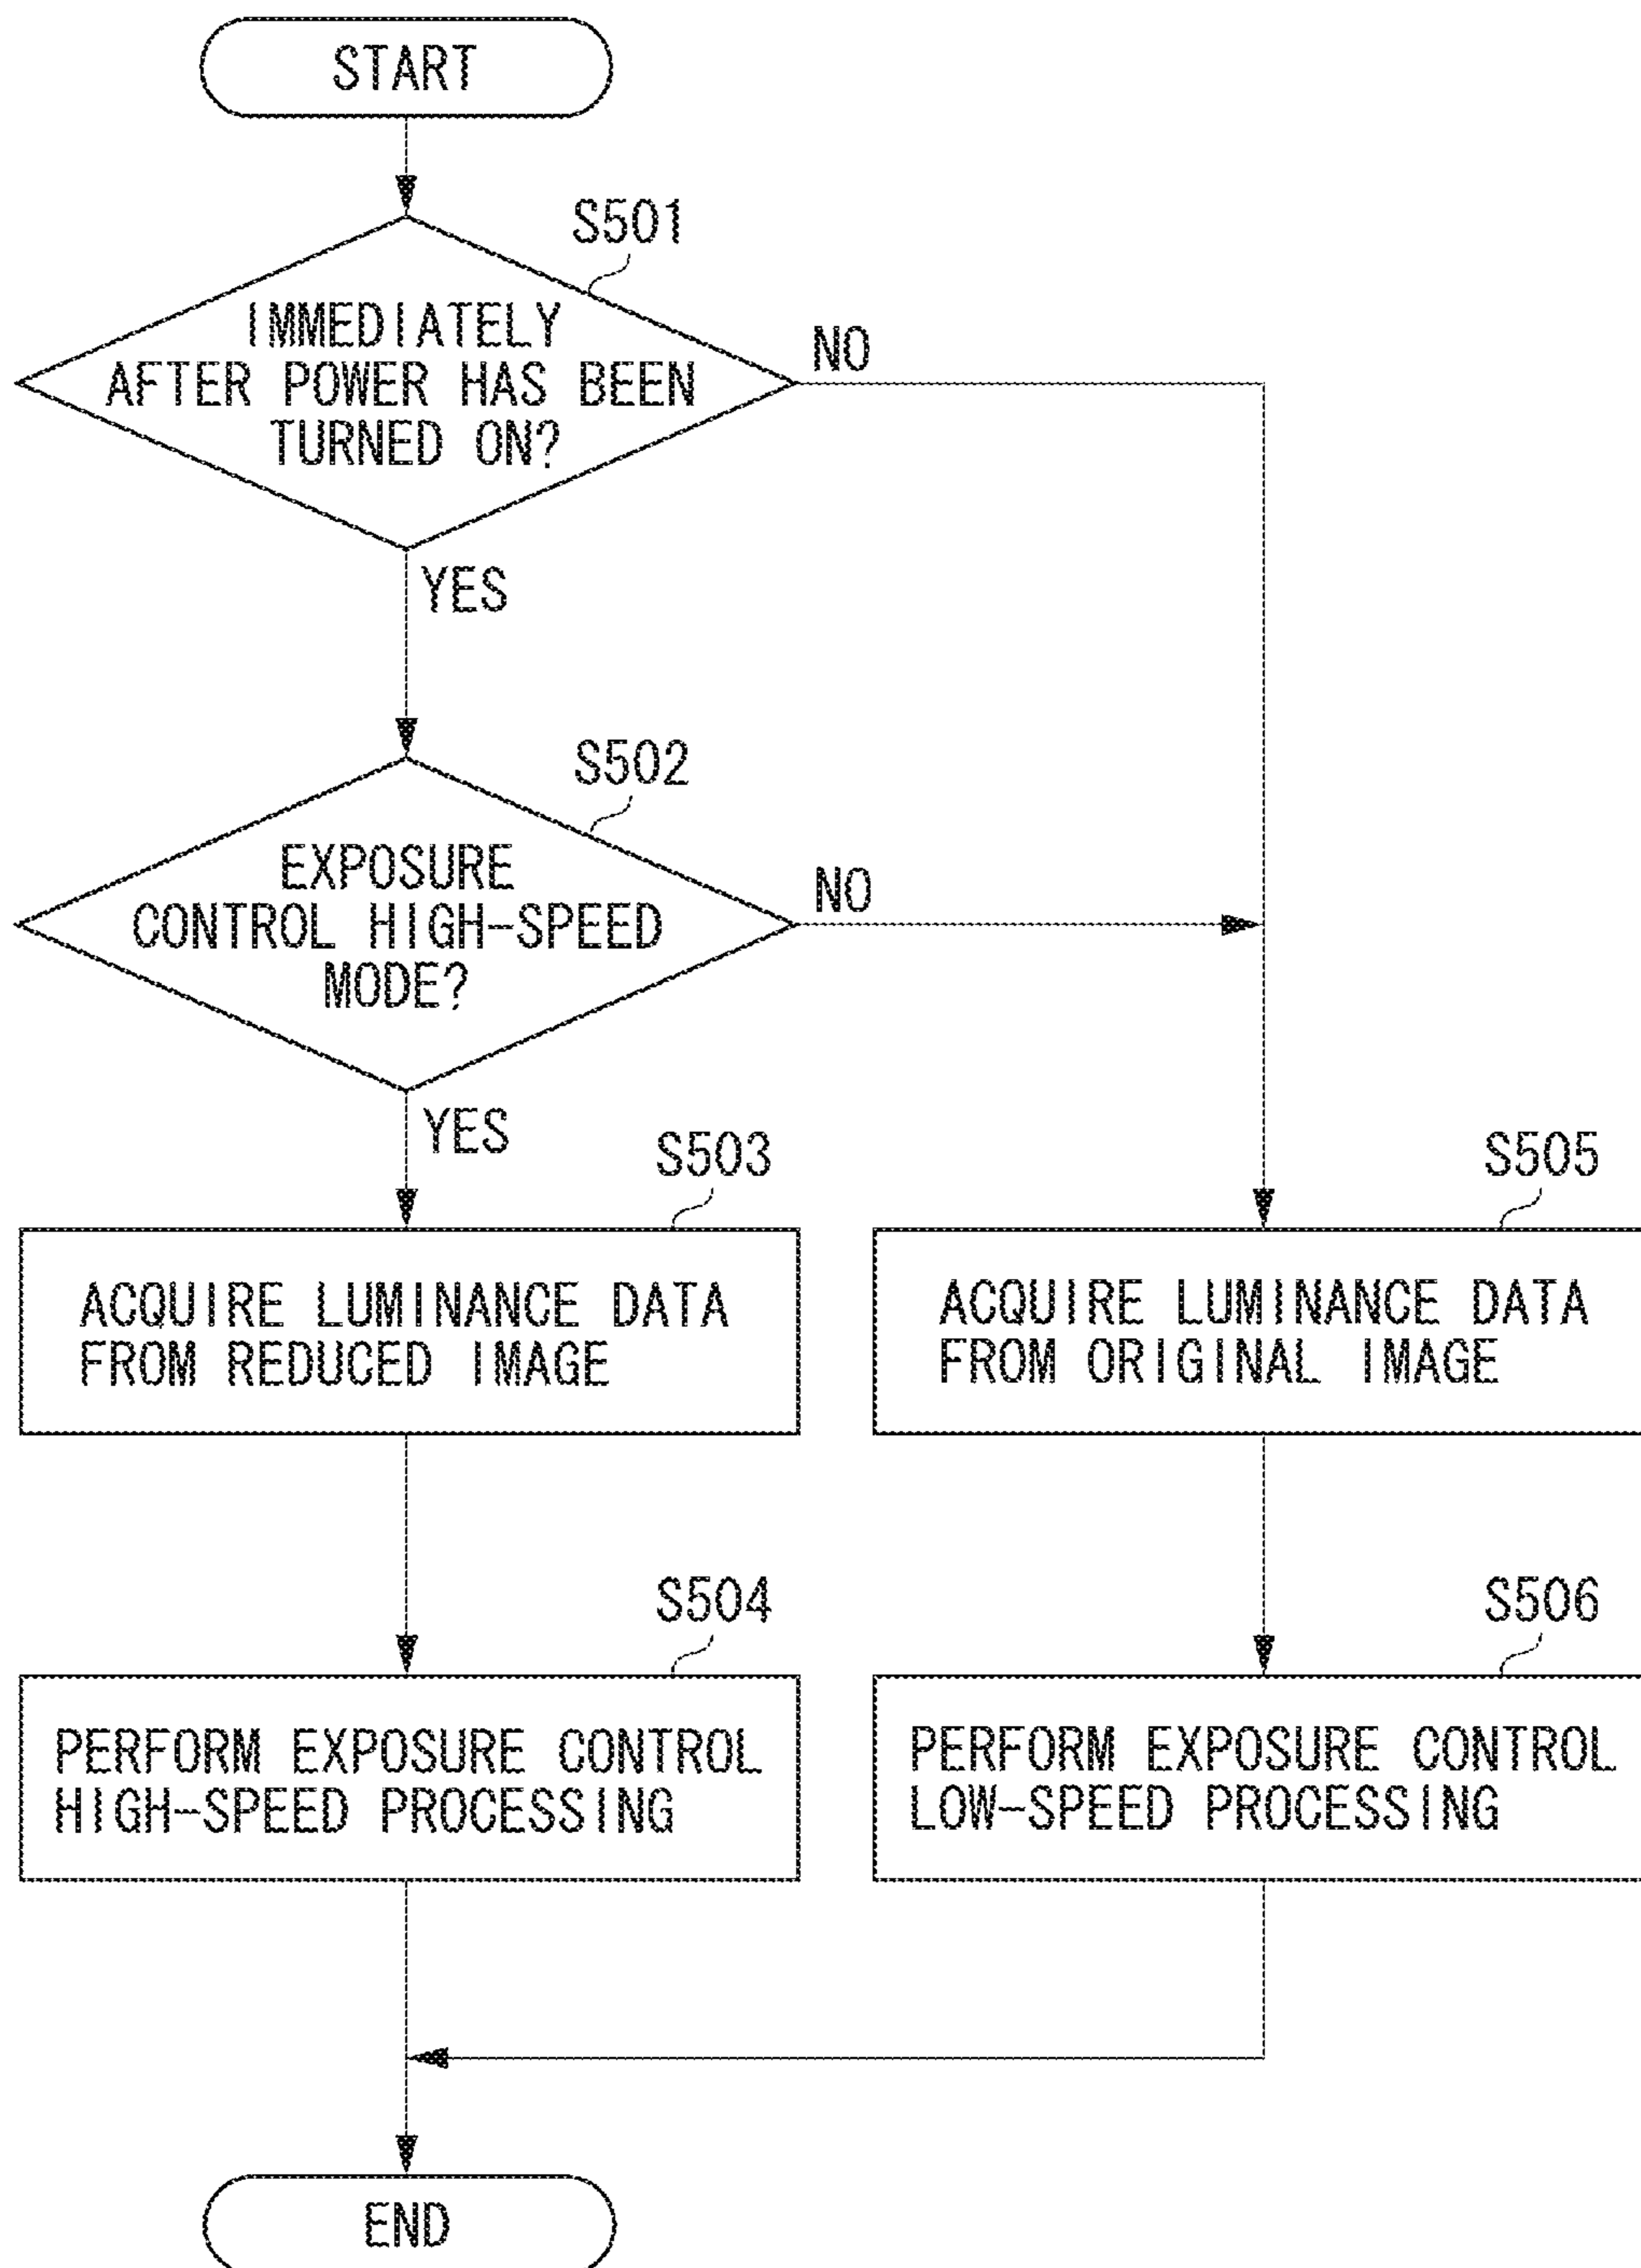 START
S501
IMMEDIATELY
AFTER POWER HAS BEEN
TURNED ON?
NO
YES
S502
EXPOSURE
CONTROL HIGH-SPEED
MODE?
NO
YES
S503
ACQUIRE LUMINANCE DATA
FROM REDUCED IMAGE
S505
ACQUIRE LUMINANCE DATA
FROM ORIGINAL IMAGE
S504
PERFORM EXPOSURE CONTROL
HIGH-SPEED PROCESSING
S506
PERFORM EXPOSURE CONTROL
LOW-SPEED PROCESSING
END